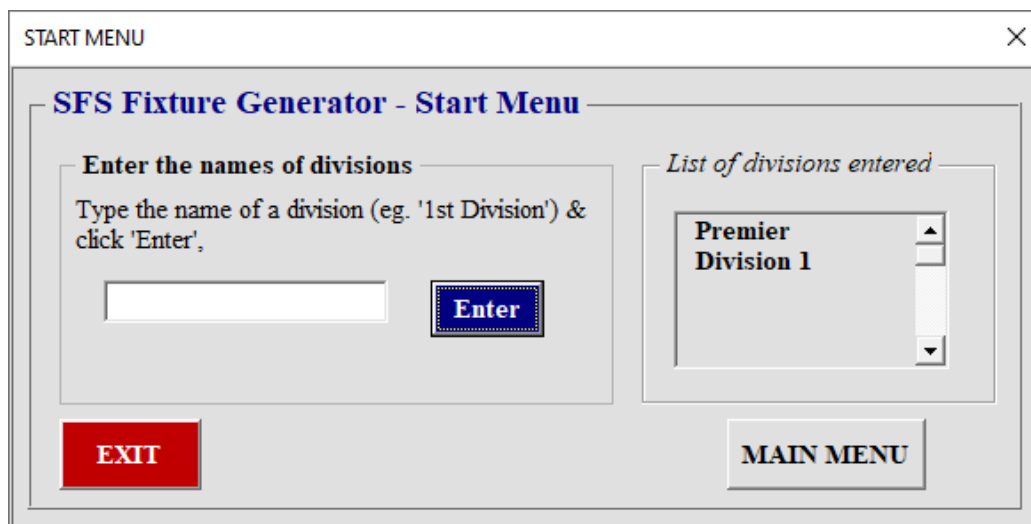 START MENU
SFS Fixture Generator - Start Menu
Enter the names of divisions
Type the name of a division (eg. '1st Division') &
click 'Enter',
Enter
List of divisions entered
Premier
Division 1
EXIT
MAIN MENU